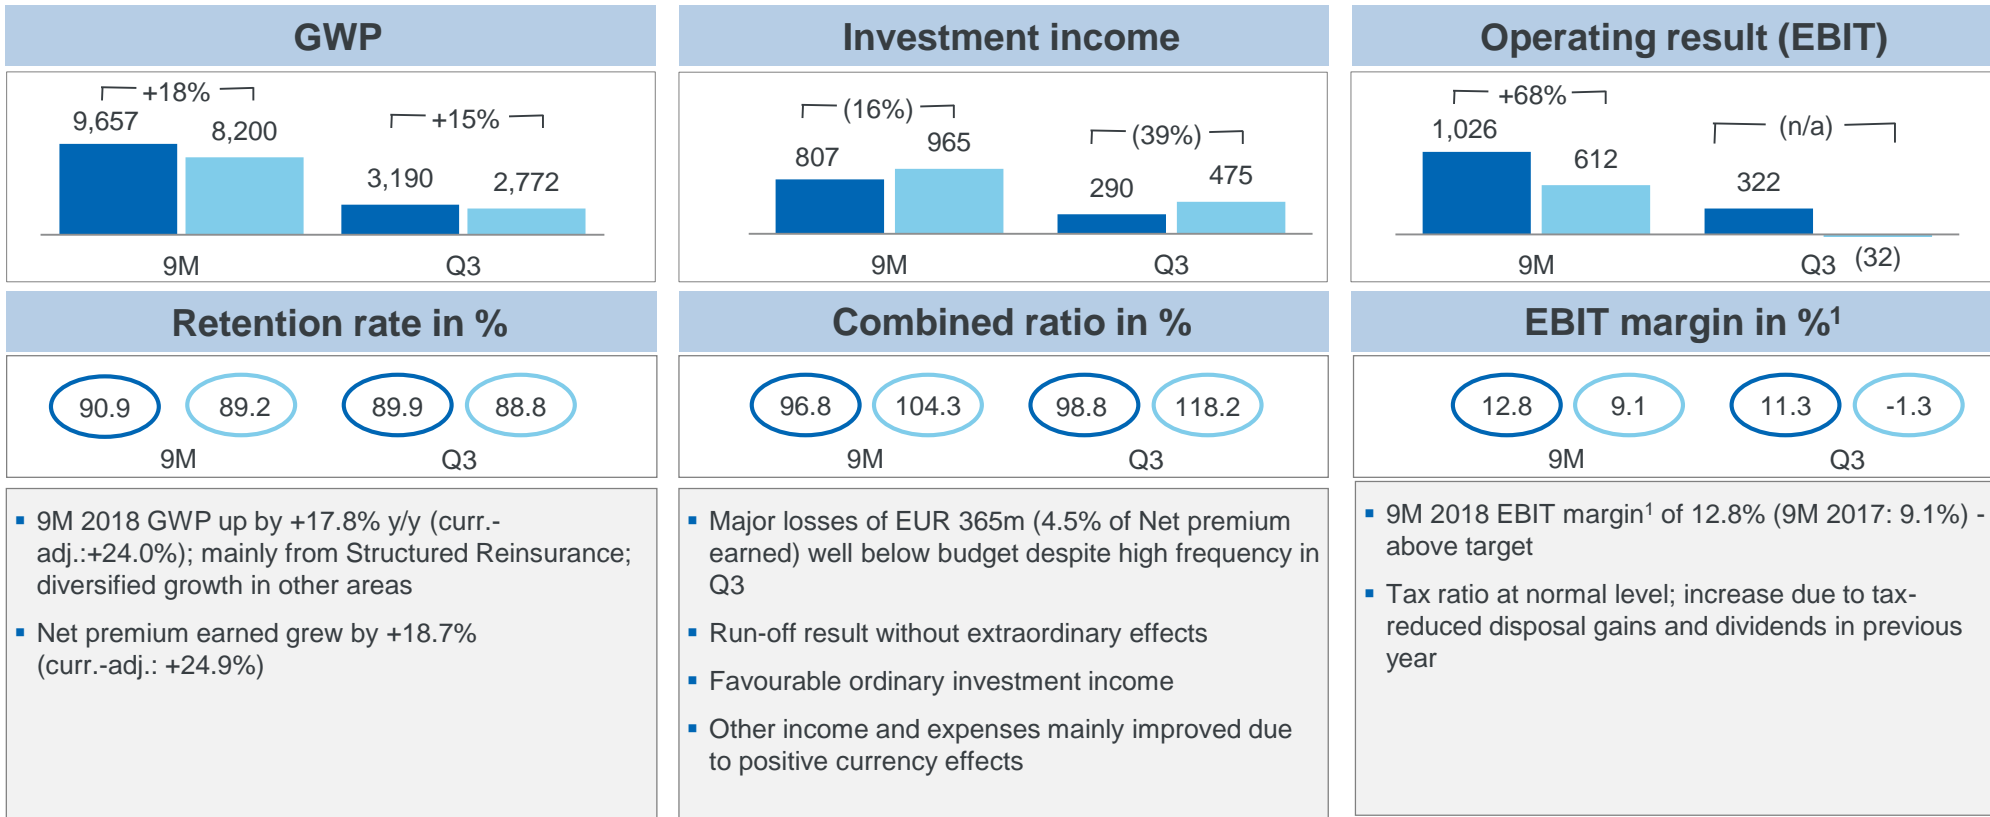 GWP
+18%
9,657
8,200
+15%
3,190
2,772
9M
Q3
Investment income
(16%)
807
965
(39%)
290
475
9M
Q3
Operating result (EBIT)
+68%
1,026
612
(n/a)
322
(32)
9M
Q3
Retention rate in %
90.9
89.2
89.9
88.8
9M
Q3
Combined ratio in %
96.8
104.3
98.8
118.2
9M
Q3
EBIT margin in %¹
12.8
9.1
11.3
-1.3
9M
Q3
▪ 9M 2018 GWP up by +17.8% y/y (curr.-
adj.:+24.0%); mainly from Structured Reinsurance;
diversified growth in other areas
▪ Net premium earned grew by +18.7%
(curr.-adj.: +24.9%)
▪ Major losses of EUR 365m (4.5% of Net premium
earned) well below budget despite high frequency in
Q3
▪ Run-off result without extraordinary effects
▪ Favourable ordinary investment income
▪ Other income and expenses mainly improved due
to positive currency effects
▪ 9M 2018 EBIT margin¹ of 12.8% (9M 2017: 9.1%) -
above target
▪ Tax ratio at normal level; increase due to tax-
reduced disposal gains and dividends in previous
year